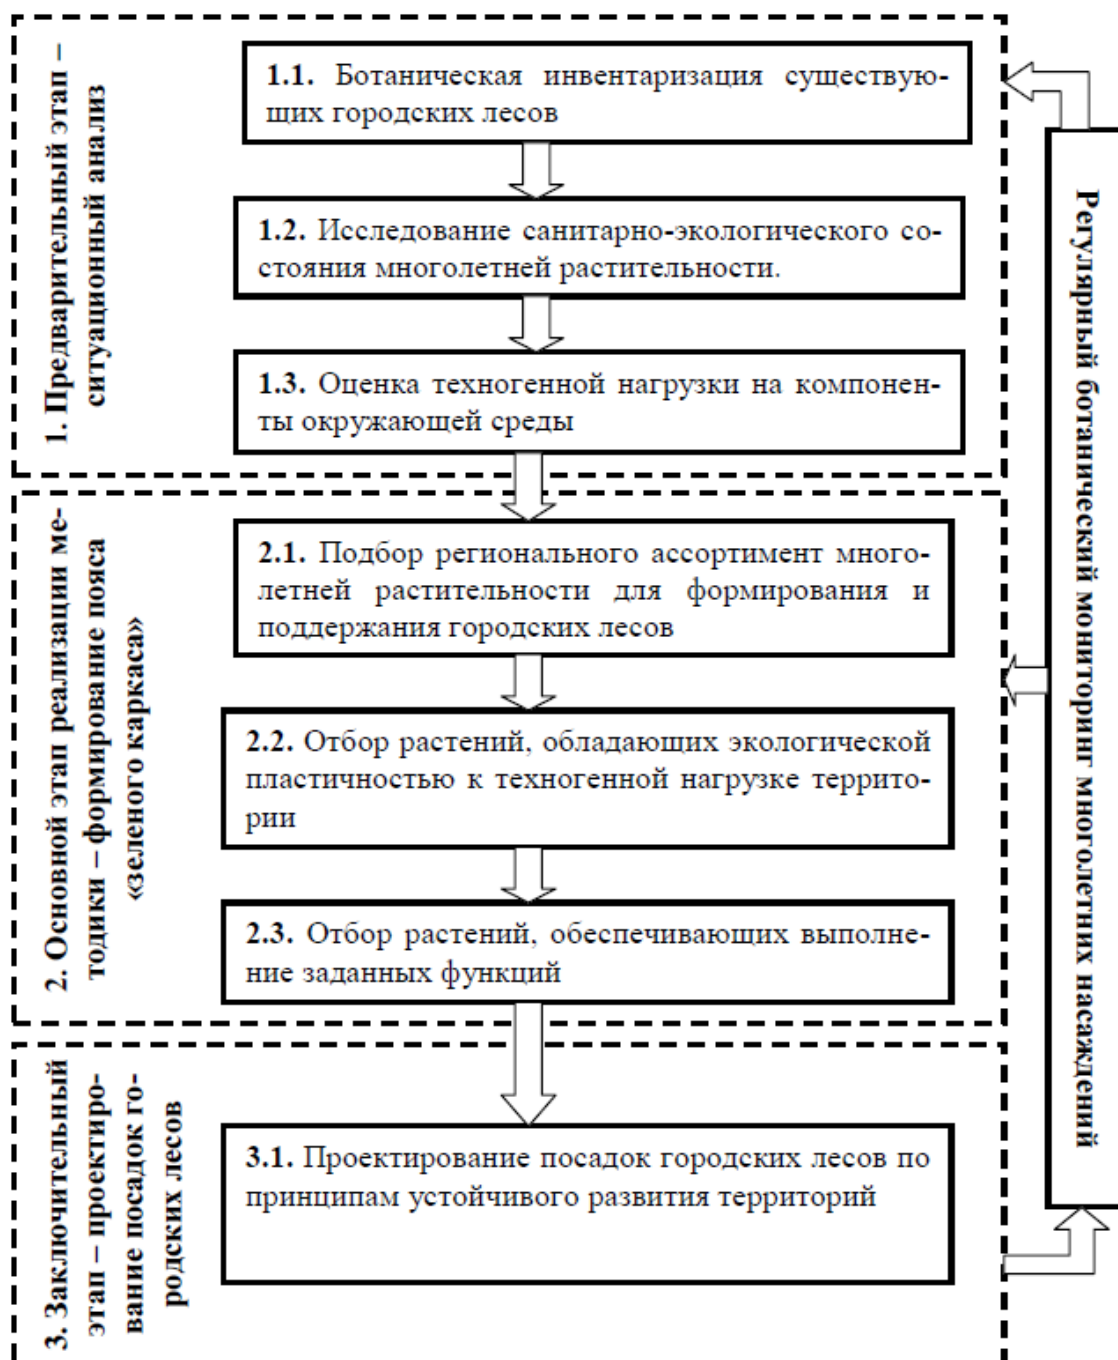 1. Предварительный этап –
ситуационный анализ
1.1. Ботаническая инвентаризация существую-
щих городских лесов
1.2. Исследование санитарно-экологического со-
стояния многолетней растительности.
1.3. Оценка техногенной нагрузки на компонен-
ты окружающей среды
2. Основной этап реализации ме-
тодики – формирование пояса
«зеленого каркаса»
2.1. Подбор регионального ассортимент много-
летней растительности для формирования и
поддержания городских лесов
2.2. Отбор растений, обладающих экологической
пластичностью к техногенной нагрузке террито-
рии
2.3. Отбор растений, обеспечивающих выполне-
ние заданных функций
3. Заключительный
этап – проектиро-
вание посадок го-
родских лесов
3.1. Проектирование посадок городских лесов по
принципам устойчивого развития территорий
Регулярный ботанический мониторинг многолетних насаждений